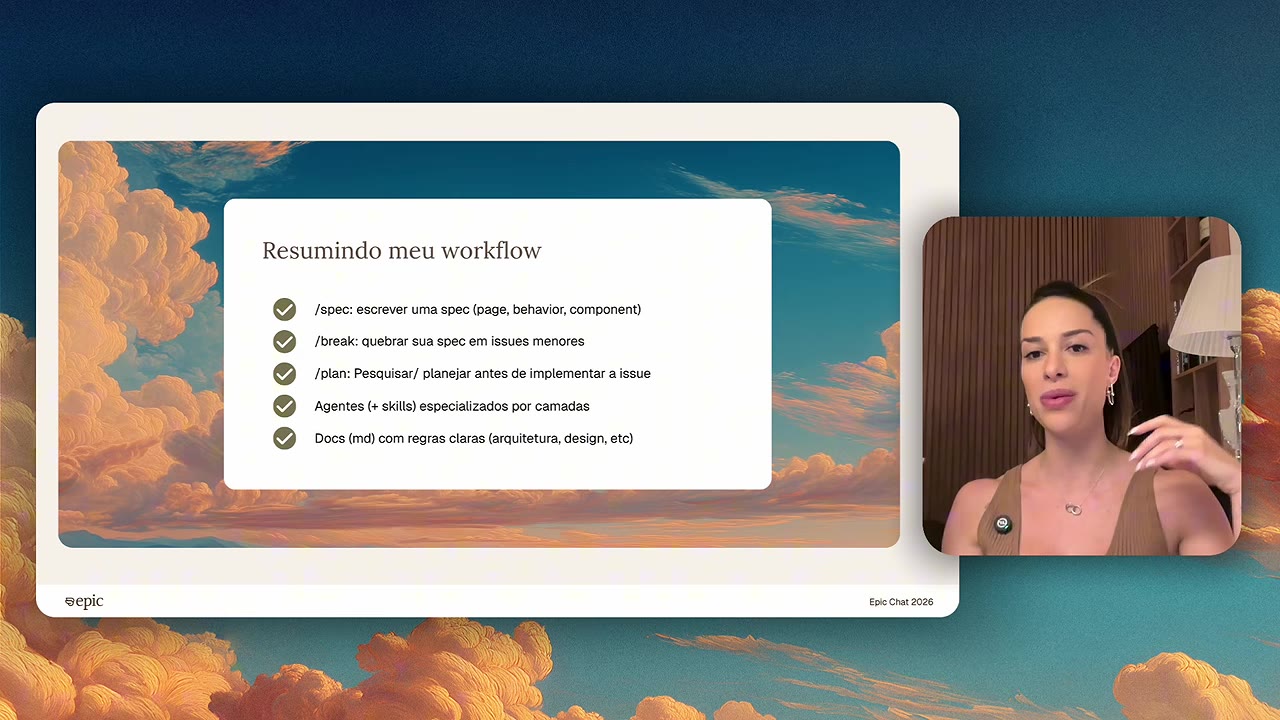 Resumindo meu workflow
/spec: escrever uma spec (page, behavior, component)
/break: quebrar sua spec em issues menores
/plan: Pesquisar/ planejar antes de implementar a issue
Agentes (+ skills) especializados por camadas
Docs (md) com regras claras (arquitetura, design, etc)
epic
Epic Chat 2026